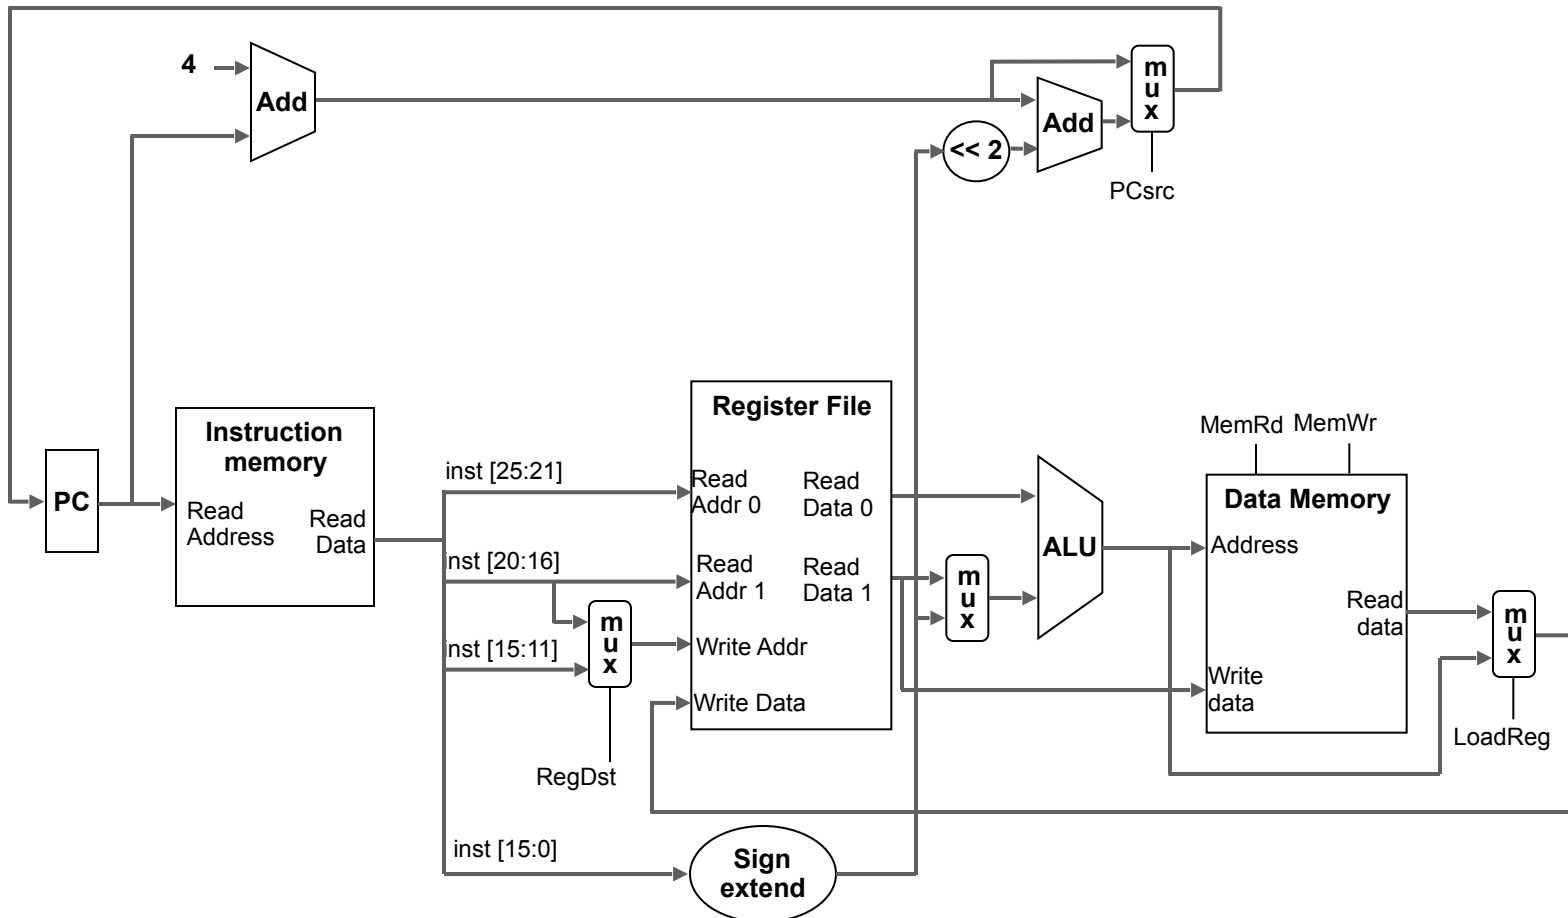 4
Add
m
u
x
Add
<< 2
PCsrc
Register File
Instruction
memory
MemRd
MemWr
inst [25:21]
Read
Addr 0
Read
Data 0
PC
Read
Address
Read
Data
Data Memory
ALU
Address
inst [20:16]
Read
Addr 1
Read
Data 1
m
u
x
m
u
x
Read
data
m
u
x
inst [15:11]
Write Addr
Write
data
Write Data
LoadReg
RegDst
inst [15:0]
Sign
extend